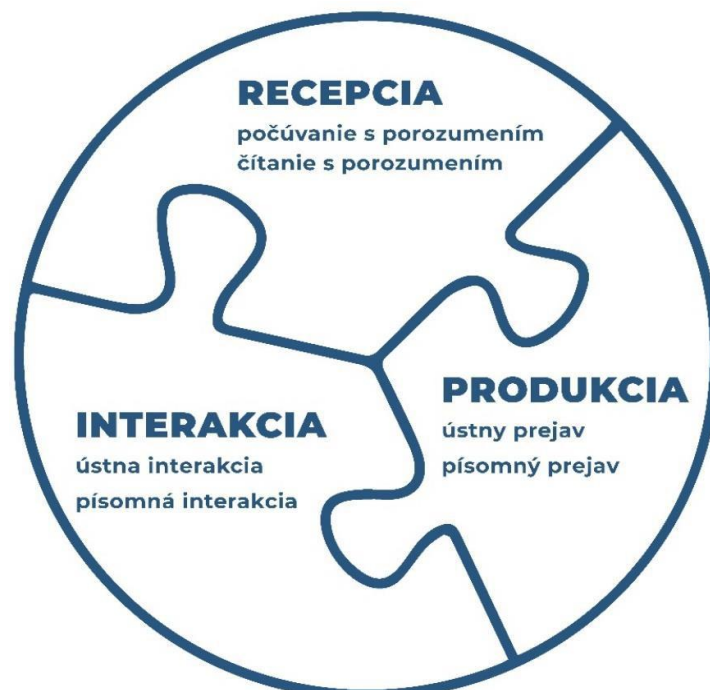 RECEPCIA
počúvanie s porozumením
čítanie s porozumením
PRODUKCIA
ústny prejav
písomný prejav
INTERAKCIA
ústna interakcia
písomná interakcia